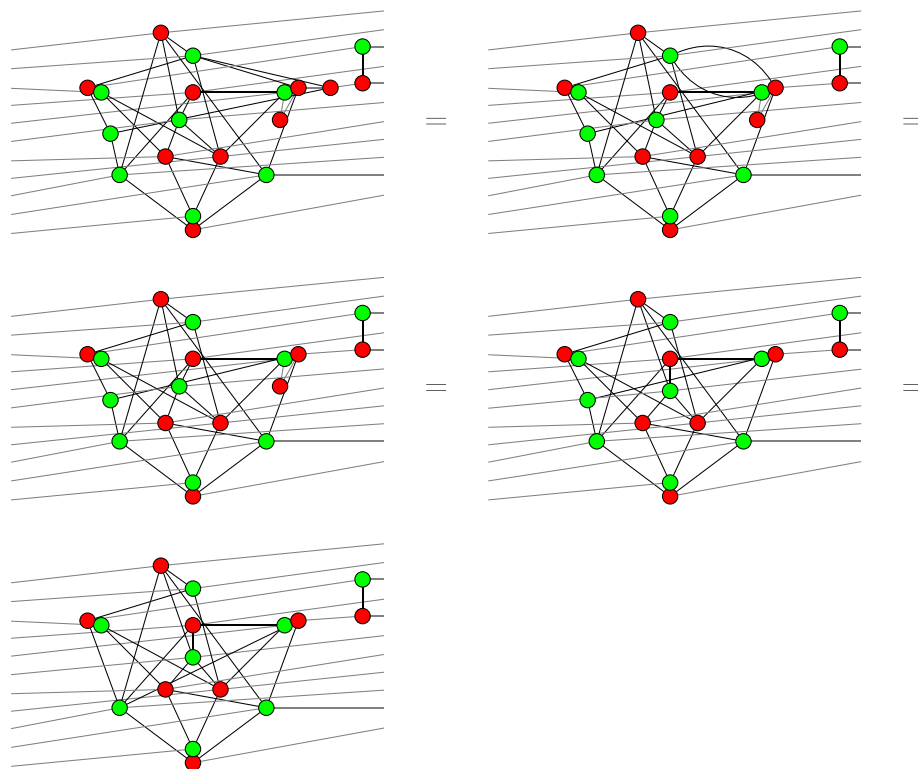 = =
= =